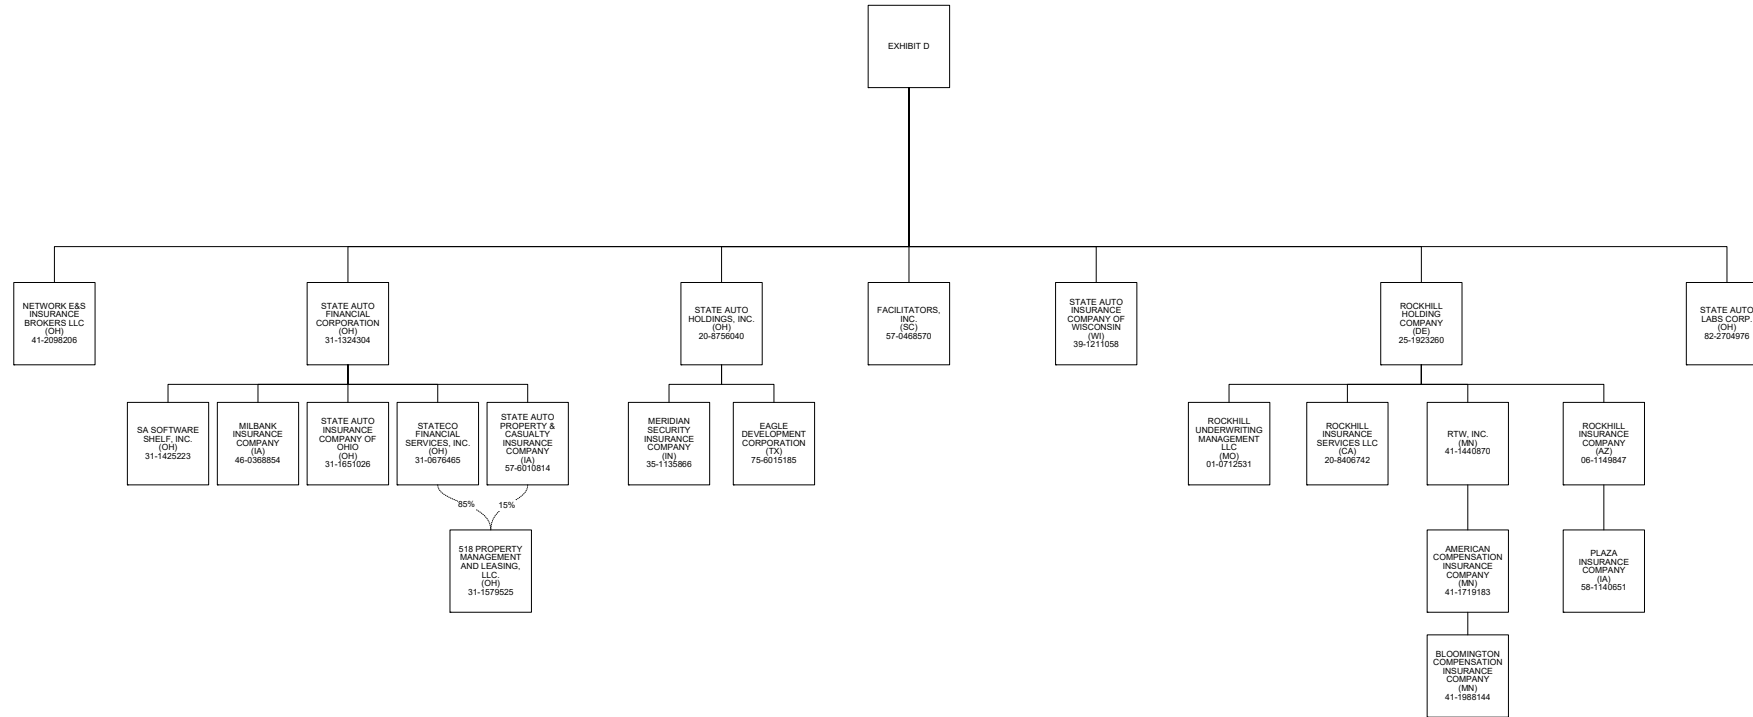 EXHIBIT D
NETWORK E&S
INSURANCE
BROKERS LLC
(OH)
41-2098206
STATE AUTO
FINANCIAL
CORPORATION
(OH)
31-1324304
STATE AUTO
HOLDINGS, INC.
(OH)
20-8756040
FACILITATORS,
INC.
(SC)
57-0468570
STATE AUTO
INSURANCE
COMPANY OF
WISCONSIN
(WI)
39-1211058
ROCKHILL
HOLDING
COMPANY
(DE)
25-1923260
STATE AUTO
LABS CORP.
(OH)
82-2704976
SA SOFTWARE
SHELF, INC.
(OH)
31-1425223
MILBANK
INSURANCE
COMPANY
(IA)
46-0368854
STATE AUTO
INSURANCE
COMPANY OF
OHIO
(OH)
31-1651026
STATECO
FINANCIAL
SERVICES, INC.
(OH)
31-0676465
STATE AUTO
PROPERTY &
CASUALTY
INSURANCE
COMPANY
(IA)
57-6010814
MERIDIAN
SECURITY
INSURANCE
COMPANY
(IN)
35-1135866
EAGLE
DEVELOPMENT
CORPORATION
(TX)
75-6015185
ROCKHILL
UNDERWRITING
MANAGEMENT
LLC
(MO)
01-0712531
ROCKHILL
INSURANCE
SERVICES LLC
(CA)
20-8406742
RTW, INC.
(MN)
41-1440870
ROCKHILL
INSURANCE
COMPANY
(AZ)
06-1149847
85%
15%
518 PROPERTY
MANAGEMENT
AND LEASING,
LLC.
(OH)
31-1579525
AMERICAN
COMPENSATION
INSURANCE
COMPANY
(MN)
41-1719183
PLAZA
INSURANCE
COMPANY
(IA)
58-1140651
BLOOMINGTON
COMPENSATION
INSURANCE
COMPANY
(MN)
41-1988144